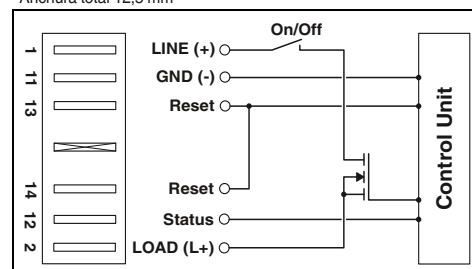 Anchura total 12,5 mm
On/Off
1 LINE (+)
11 GND (-)
13 Reset
14 Reset
12 Status
2 LOAD (L+)
Control Unit